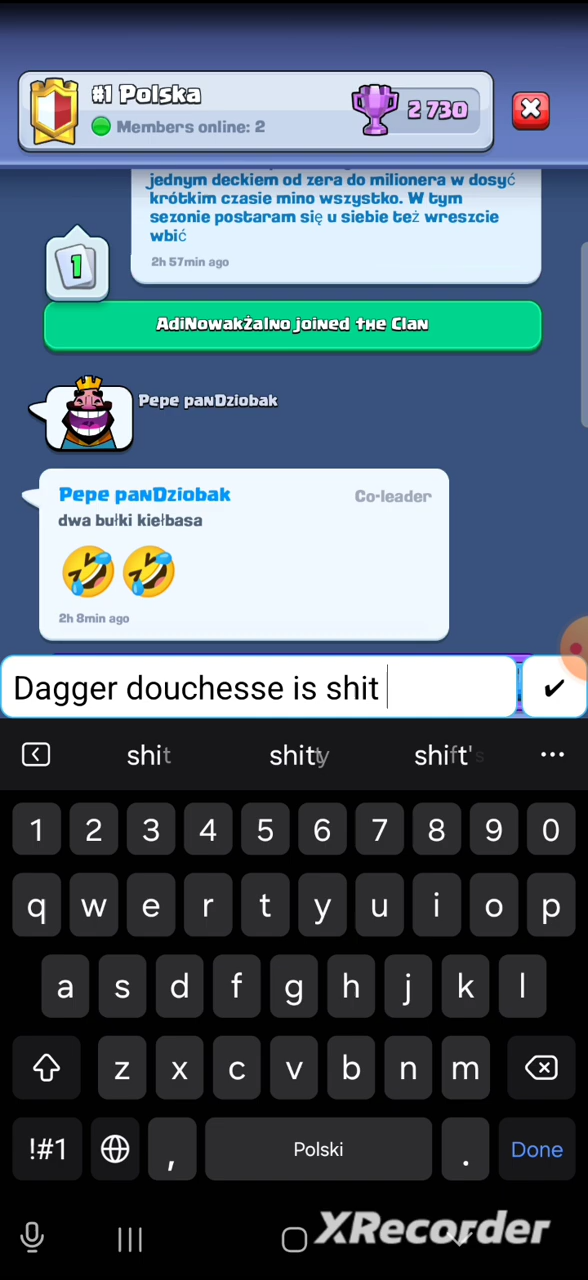 #1 Polska
2 730
Members online: 2
jednym deckiem od zera do milionera w dosyć
krótkim czasie mino wszystko. W tym
sezonie postaram się u siebie też wreszcie
wbić
2h 57min ago
1
AdiNowakŻalno joined the Clan
Pepe panDziobak
Pepe panDziobak
Co-leader
dwa bułki kiełbasa
2h 8min ago
Dagger douchesse is shit
shit
shitty
shift's
1 2 3 4 5 6 7 8 9 0
q w e r t y u i o p
a s d f g h j k l
z x c v b n m
!#1 , Polski . Done
XRecorder